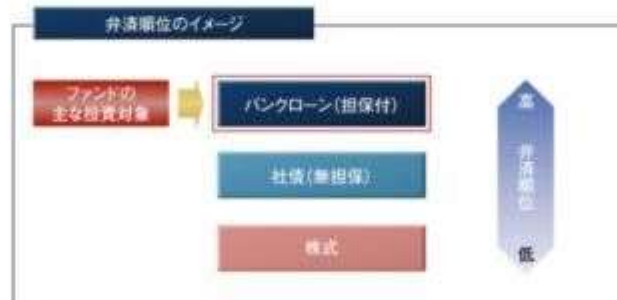 弁済順位のイメージ
ファンドの
主な投資対象
バンクローン(担保付)
社債(無担保)
株式
高
弁済順位
低